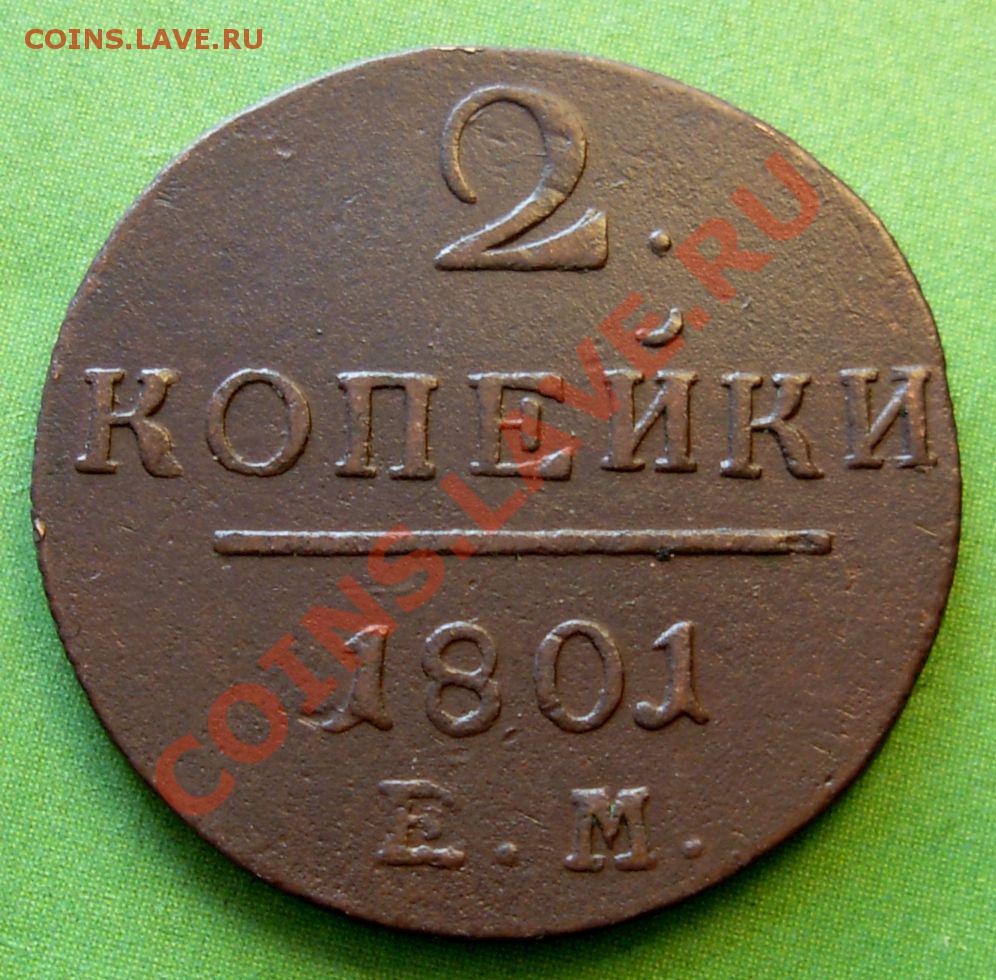 COINS.LAVE.RU
2.
КОПЕЙКИ
1801
Е.М.
COINS.LAVE.RU